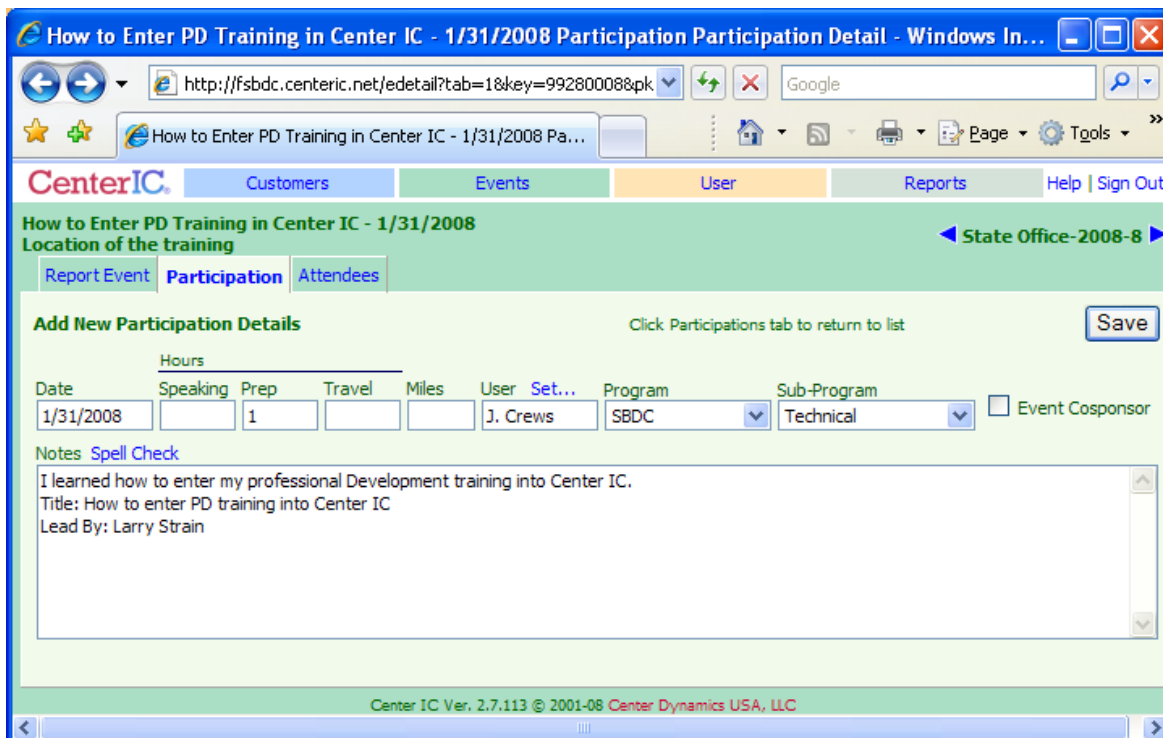 How to Enter PD Training in Center IC - 1/31/2008 Participation Participation Detail - Windows In...
http://fsbdc.centeric.net/edetail?tab=1&key=99280008&pk
Google
How to Enter PD Training in Center IC - 1/31/2008 Pa...
Page
Tools
»
CenterIC. Customers Events User Reports Help | Sign Out
How to Enter PD Training in Center IC - 1/31/2008
Location of the training
State Office-2008-8
Report Event Participation Attendees
Add New Participation Details
Click Participations tab to return to list
Save
Hours
Date Speaking Prep Travel Miles User Set... Program Sub-Program
1/31/2008 1 J. Crews SBDC Technical Event Cosponsor
Notes Spell Check
I learned how to enter my professional Development training into Center IC.
Title: How to enter PD training into Center IC
Lead By: Larry Strain
Center IC Ver. 2.7.113 © 2001-08 Center Dynamics USA, LLC